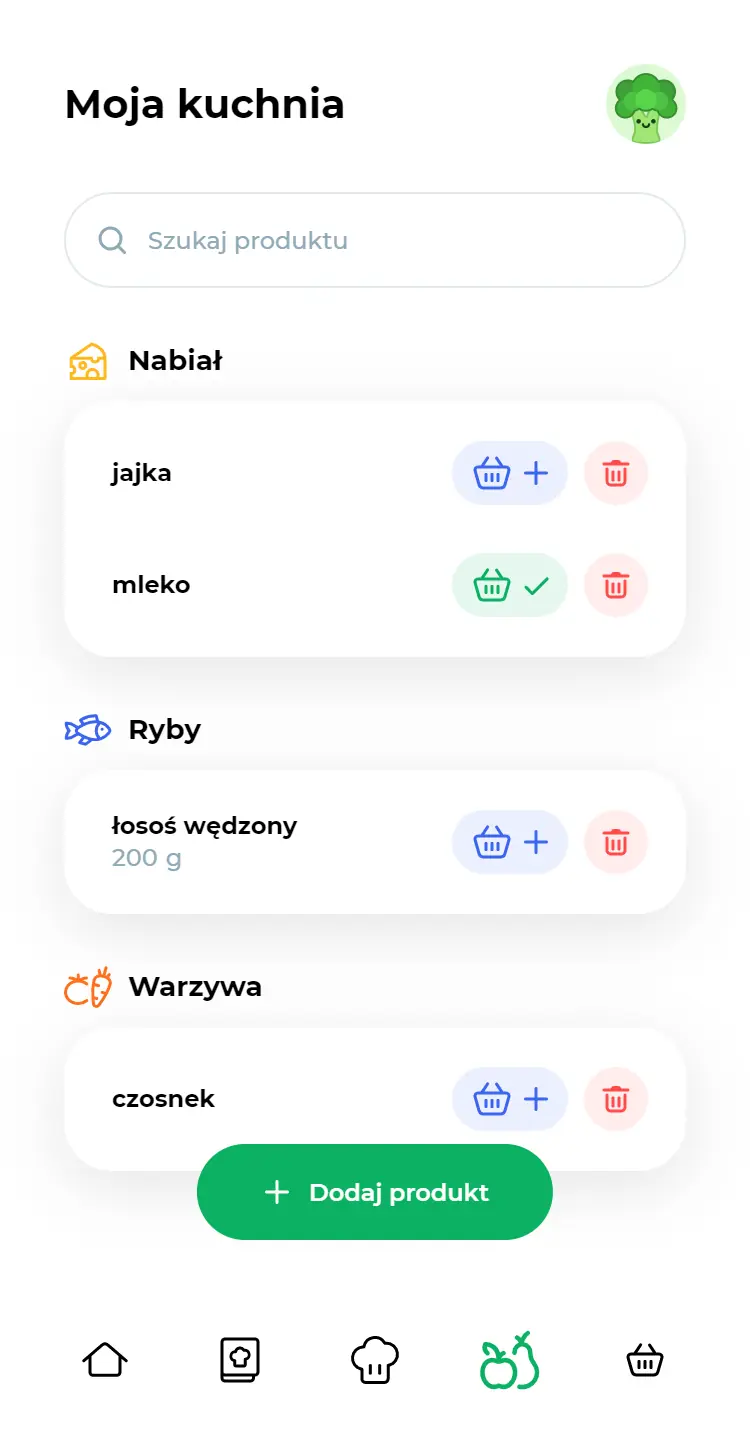 Moja kuchnia
Szukaj produktu
Nabiał
jajka
mleko
Ryby
łosoś wędzony
200 g
Warzywa
czosnek
Dodaj produkt